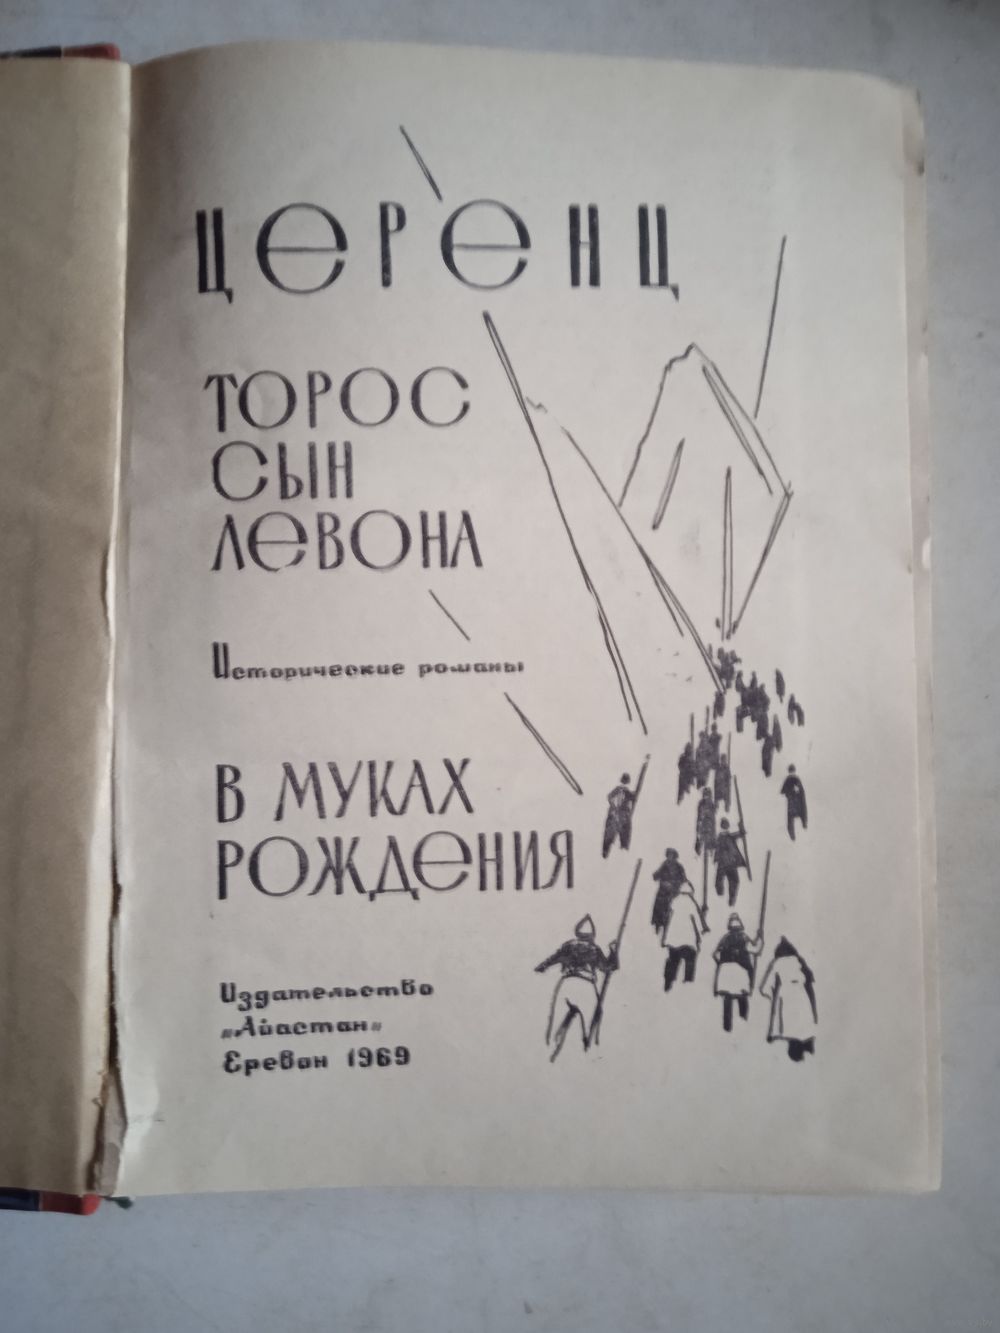 ЦЕРЕНЦ
ТОРОС
СЫН
ЛЕВОНА
Исторические романы
В МУКАХ
РОЖДЕНИЯ
Издательство
„Айастан“
Ереван 1969